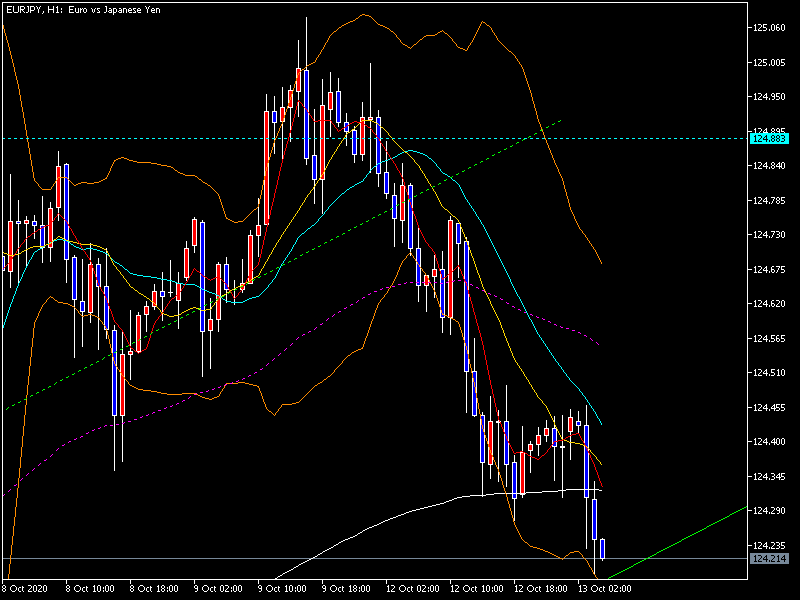 EURJPY, H1: Euro vs Japanese Yen
125.060
125.005
124.950
124.895
124.883
124.840
124.785
124.730
124.675
124.620
124.565
124.510
124.455
124.400
124.345
124.290
124.235
124.214
8 Oct 2020
8 Oct 10:00
8 Oct 18:00
9 Oct 02:00
9 Oct 10:00
9 Oct 18:00
12 Oct 02:00
12 Oct 10:00
12 Oct 18:00
13 Oct 02:00